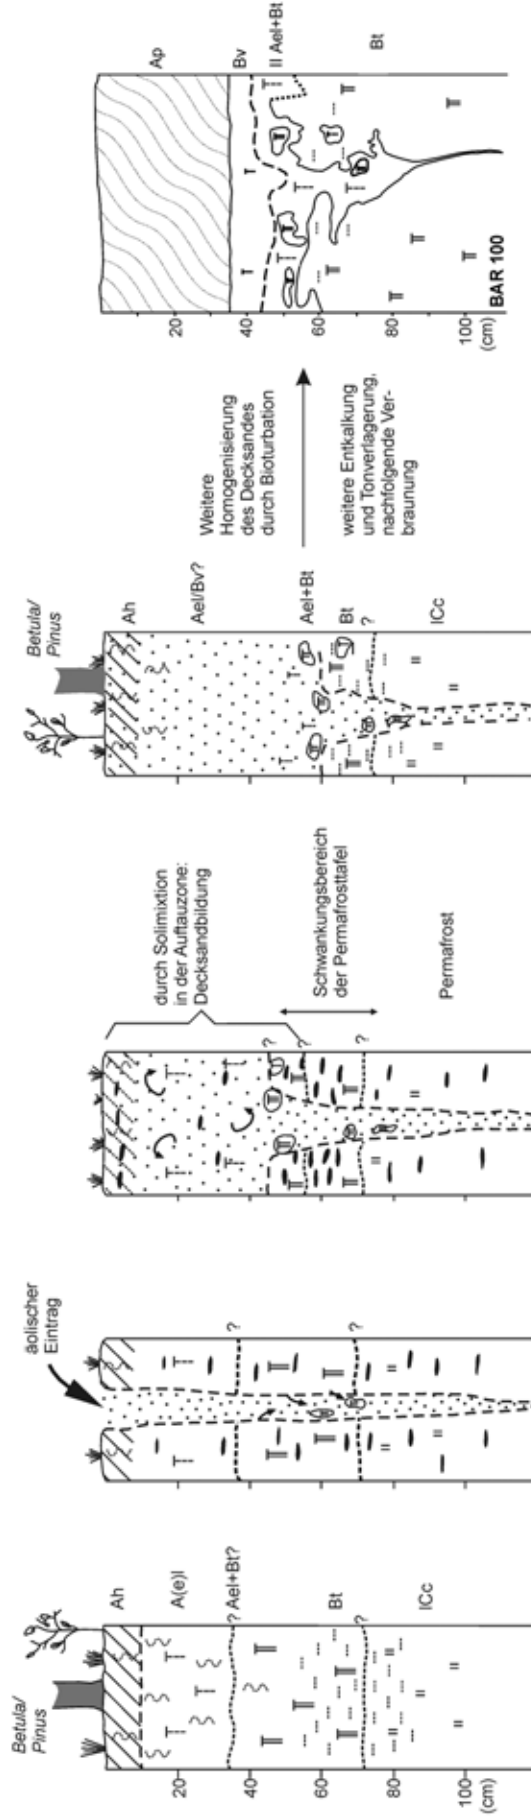 Betula/
Pinus
Ah
A(e)l
? Ael+Bt?
Bt
?
ICc
20
40
60
80
100
(cm)
äolischer
Eintrag
?
?
durch Solimixtion
in der Auftauzone:
Decksandbildung
?
?
?
Schwankungsbereich
der Permafrosttafel
Permafrost
Betula/
Pinus
Ah
Ael/Bv?
Ael+Bt
Bt
?
ICc
Weitere
Homogenisierung
des Decksandes
durch Bioturbation
weitere Entkalkung
und Tonverlagerung,
nachfolgende Ver-
braunung
Ap
Bv
II Ael+Bt
Bt
20
40
60
80
100
(cm)
BAR 100